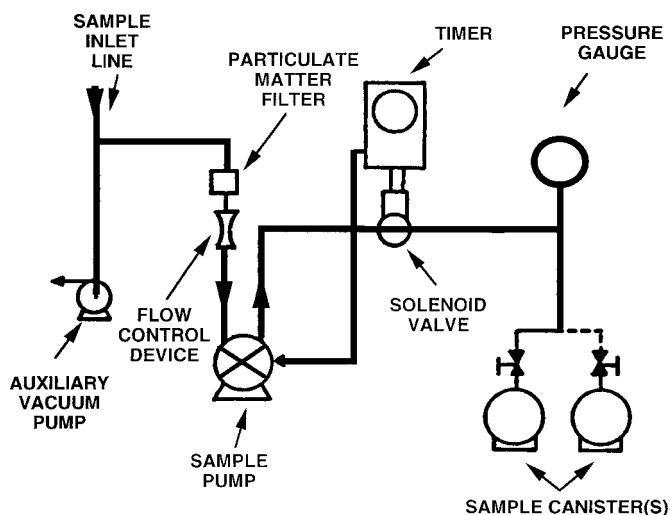 SAMPLE
INLET
LINE
PARTICULATE
MATTER
FILTER
TIMER
PRESSURE
GAUGE
FLOW
CONTROL
DEVICE
SOLENOID
VALVE
AUXILIARY
VACUUM
PUMP
SAMPLE
PUMP
SAMPLE CANISTER(S)